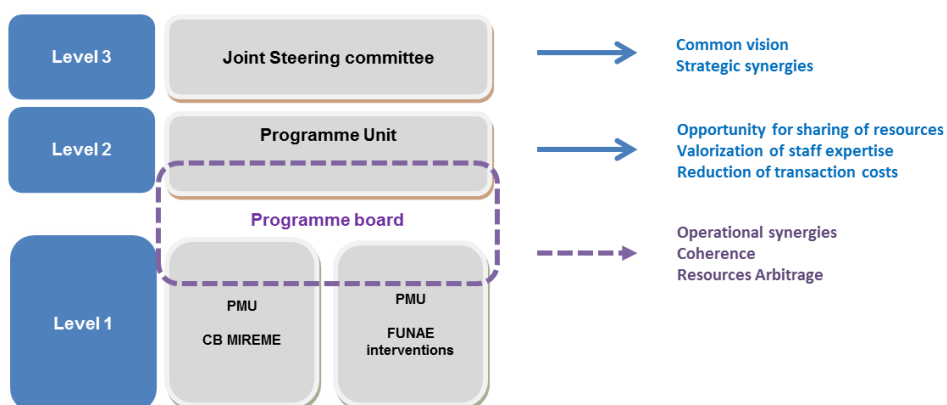 Level 3
Joint Steering committee
Common vision
Strategic synergies
Level 2
Programme Unit
Opportunity for sharing of resources
Valorization of staff expertise
Reduction of transaction costs
Programme board
Operational synergies
Coherence
Resources Arbitrage
Level 1
PMU
CB MIREME
PMU
FUNAE
interventions